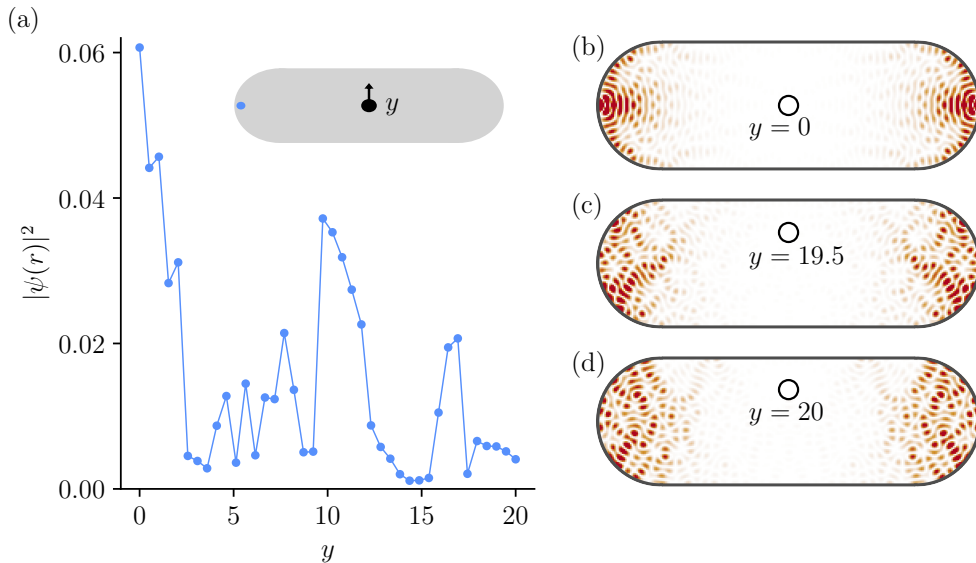 (a)
0.06
0.04
0.02
0.00
|ψ(r)|²
0
5
10
15
20
y
y
(b)
y = 0
(c)
y = 19.5
(d)
y = 20